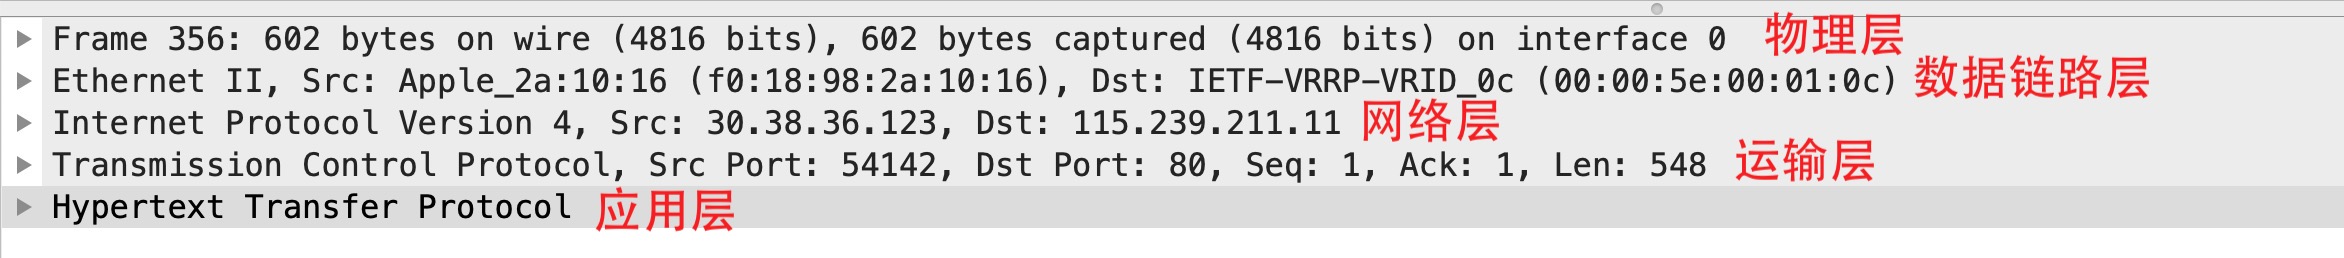 Frame 356: 602 bytes on wire (4816 bits), 602 bytes captured (4816 bits) on interface 0 物理层
Ethernet II, Src: Apple_2a:10:16 (f0:18:98:2a:10:16), Dst: IETF-VRRP-VRID_0c (00:00:5e:00:01:0c) 数据链路层
Internet Protocol Version 4, Src: 30.38.36.123, Dst: 115.239.211.11 网络层
Transmission Control Protocol, Src Port: 54142, Dst Port: 80, Seq: 1, Ack: 1, Len: 548 运输层
Hypertext Transfer Protocol 应用层